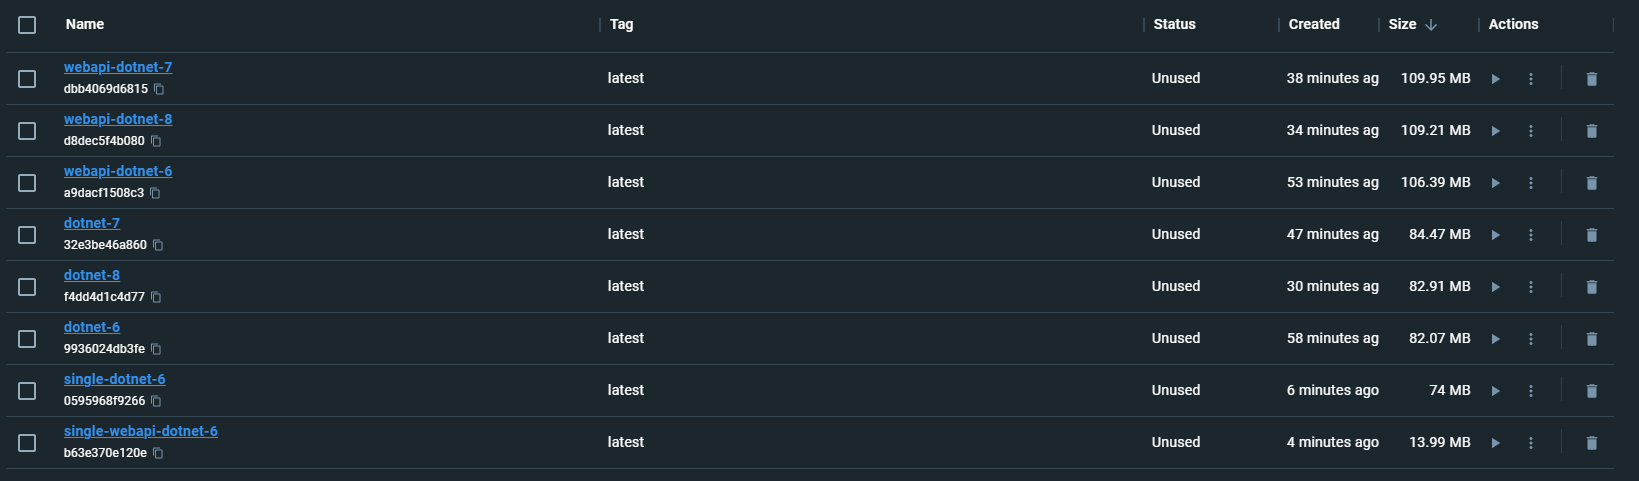 Name Tag Status Created Size Actions
webapi-dotnet-7
dbb4069d6815
latest Unused 38 minutes ag 109.95 MB
webapi-dotnet-8
d8dec5f4b080
latest Unused 34 minutes ag 109.21 MB
webapi-dotnet-6
a9dacf1508c3
latest Unused 53 minutes ag 106.39 MB
dotnet-7
32e3be46a860
latest Unused 47 minutes ag 84.47 MB
dotnet-8
f4dd4d1c4d77
latest Unused 30 minutes ag 82.91 MB
dotnet-6
9936024db3fe
latest Unused 58 minutes ag 82.07 MB
single-dotnet-6
0595968f9266
latest Unused 6 minutes ago 74 MB
single-webapi-dotnet-6
b63e370e120e
latest Unused 4 minutes ago 13.99 MB